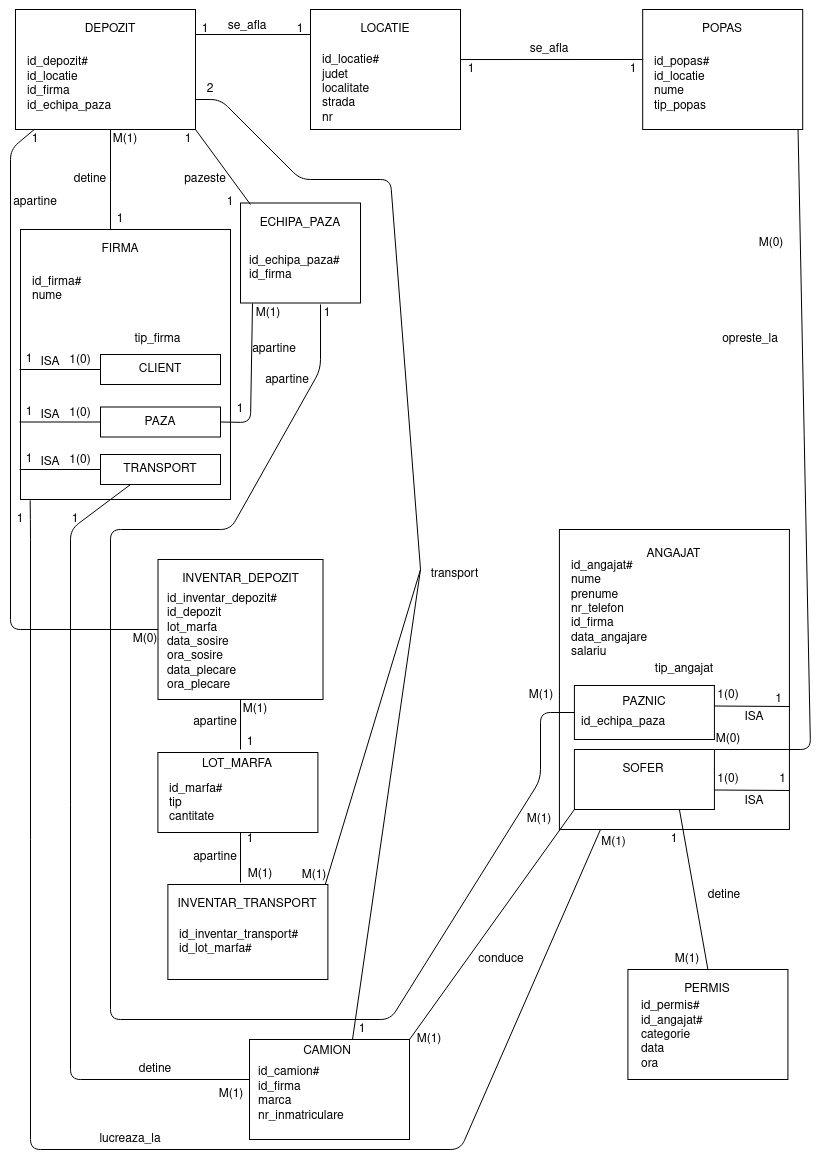 DEPOZIT
id_depozit#
id_locatie
id_firma
id_echipa_paza
1
se_afla
1
LOCATIE
id_locatie#
judet
localitate
strada
nr
1
se_afla
1
POPAS
id_popas#
id_locatie
nume
tip_popas
2
1
M(1)
1
detine
pazeste
apartine
1
1
M(0)
opreste_la
ECHIPA_PAZA
id_echipa_paza#
id_firma
M(1)
1
apartine
apartine
1
FIRMA
id_firma#
nume
tip_firma
1
ISA
1(0)
CLIENT
1
ISA
1(0)
PAZA
1
ISA
1(0)
TRANSPORT
1
1
transport
INVENTAR_DEPOZIT
id_inventar_depozit#
id_depozit
lot_marfa
data_sosire
ora_sosire
data_plecare
ora_plecare
M(0)
M(1)
apartine
1
LOT_MARFA
id_marfa#
tip
cantitate
1
apartine
M(1)
M(1)
INVENTAR_TRANSPORT
id_inventar_transport#
id_lot_marfa#
ANGAJAT
id_angajat#
nume
prenume
nr_telefon
id_firma
data_angajare
salariu
tip_angajat
M(1)
PAZNIC
id_echipa_paza
1(0)
1
ISA
M(0)
SOFER
1(0)
1
ISA
M(1)
M(1)
1
detine
conduce
M(1)
PERMIS
id_permis#
id_angajat#
categorie
data
ora
1
M(1)
CAMION
id_camion#
id_firma
marca
nr_inmatriculare
detine
M(1)
lucreaza_la